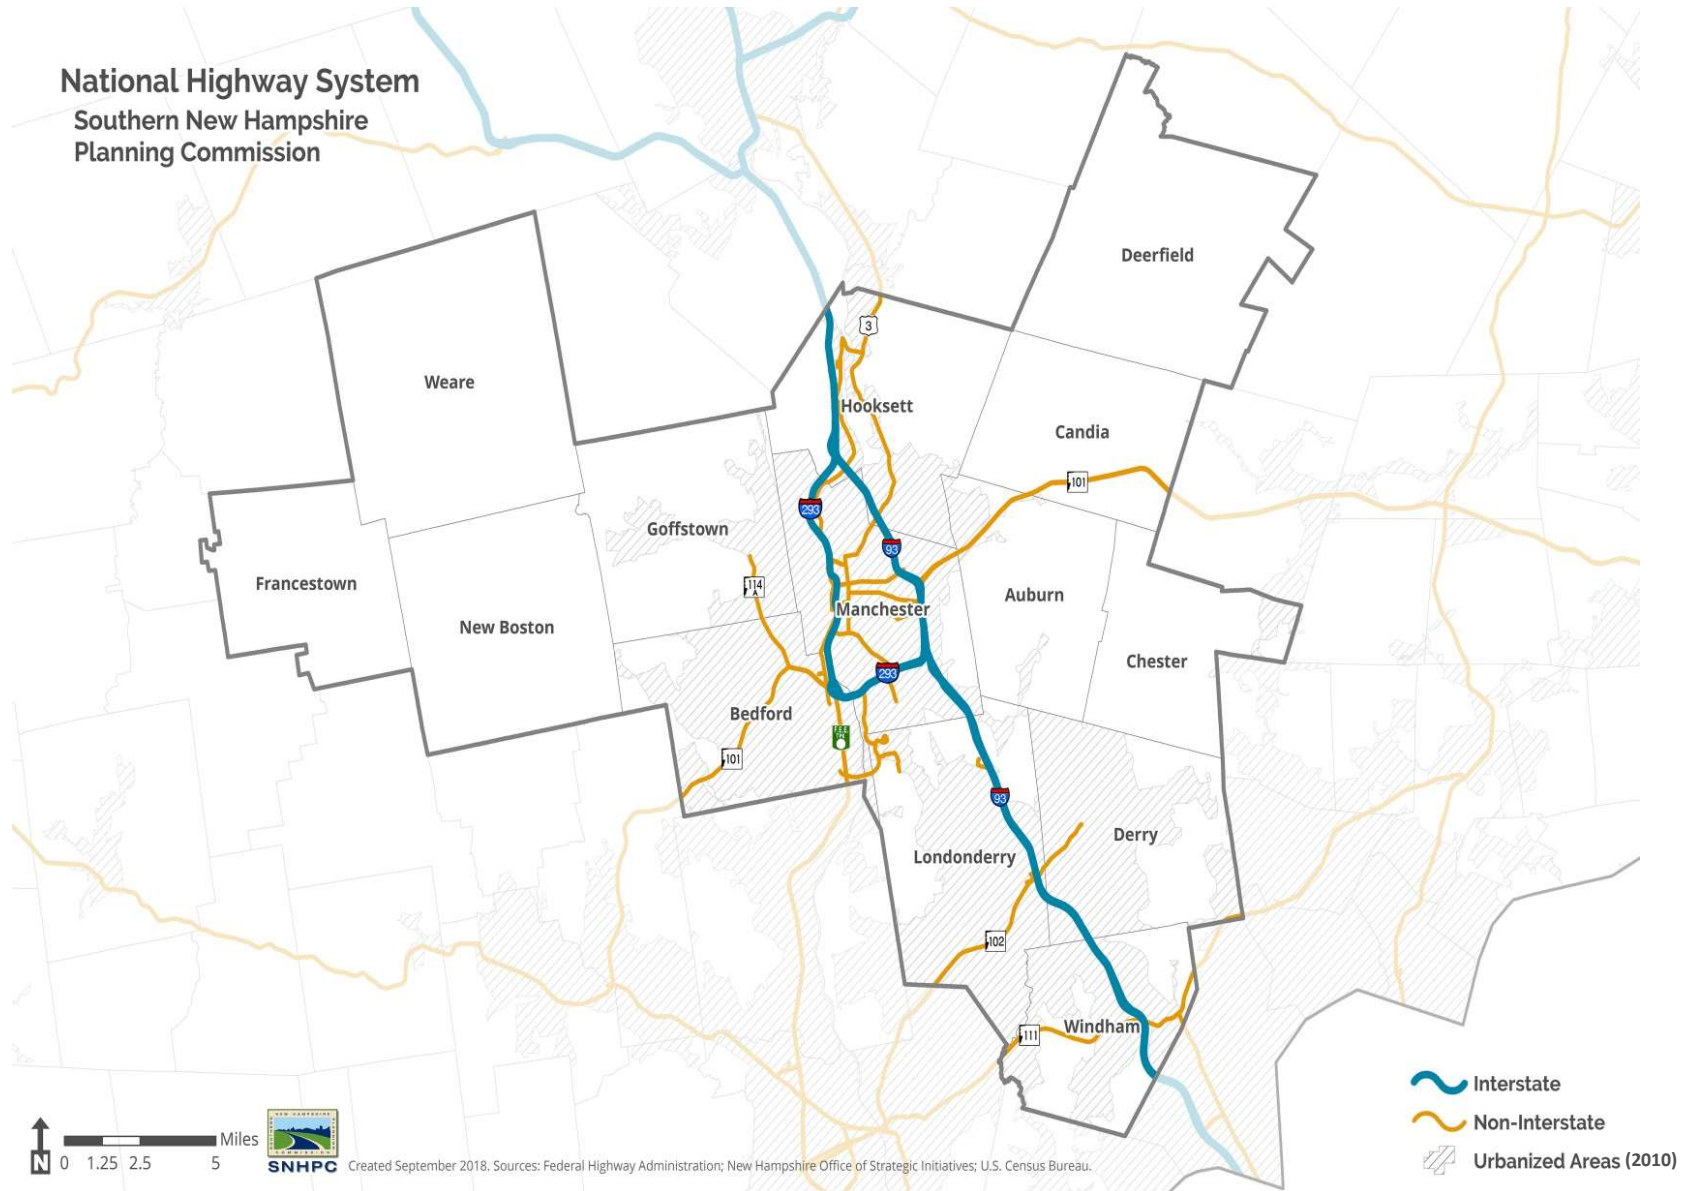 National Highway System
Southern New Hampshire
Planning Commission
Deerfield
3
Weare
Hooksett
Candia
101
293
Goffstown
93
Francestown
114
A
Auburn
Manchester
New Boston
Chester
293
Bedford
101
93
Derry
Londonderry
102
Windham
111
Interstate
Non-Interstate
Urbanized Areas (2010)
Miles
N 0 1.25 2.5 5
SNHPC
Created September 2018. Sources: Federal Highway Administration; New Hampshire Office of Strategic Initiatives; U.S. Census Bureau.